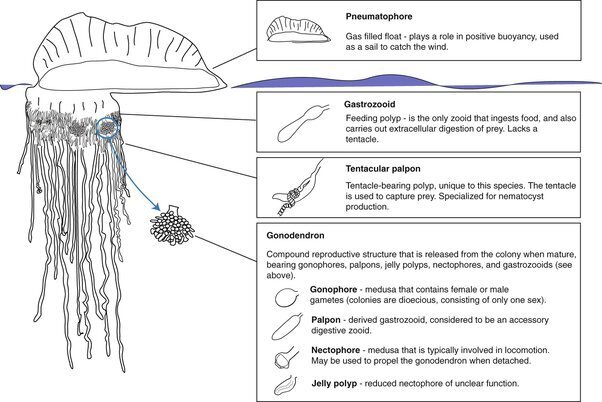 Pneumatophore
Gas filled float - plays a role in positive buoyancy, used
as a sail to catch the wind.
Gastrozooid
Feeding polyp - is the only zooid that ingests food, and also
carries out extracellular digestion of prey. Lacks a
tentacle.
Tentacular palpon
Tentacle-bearing polyp, unique to this species. The tentacle
is used to capture prey. Specialized for nematocyst
production.
Gonodendron
Compound reproductive structure that is released from the colony when mature,
bearing gonophores, palpons, jelly polyps, nectophores, and gastrozooids (see
above).
Gonophore - medusa that contains female or male
gametes (colonies are dioecious, consisting of only one sex).
Palpon - derived gastrozooid, considered to be an accessory
digestive zooid.
Nectophore - medusa that is typically involved in locomotion.
May be used to propel the gonodendron when detached.
Jelly polyp - reduced nectophore of unclear function.